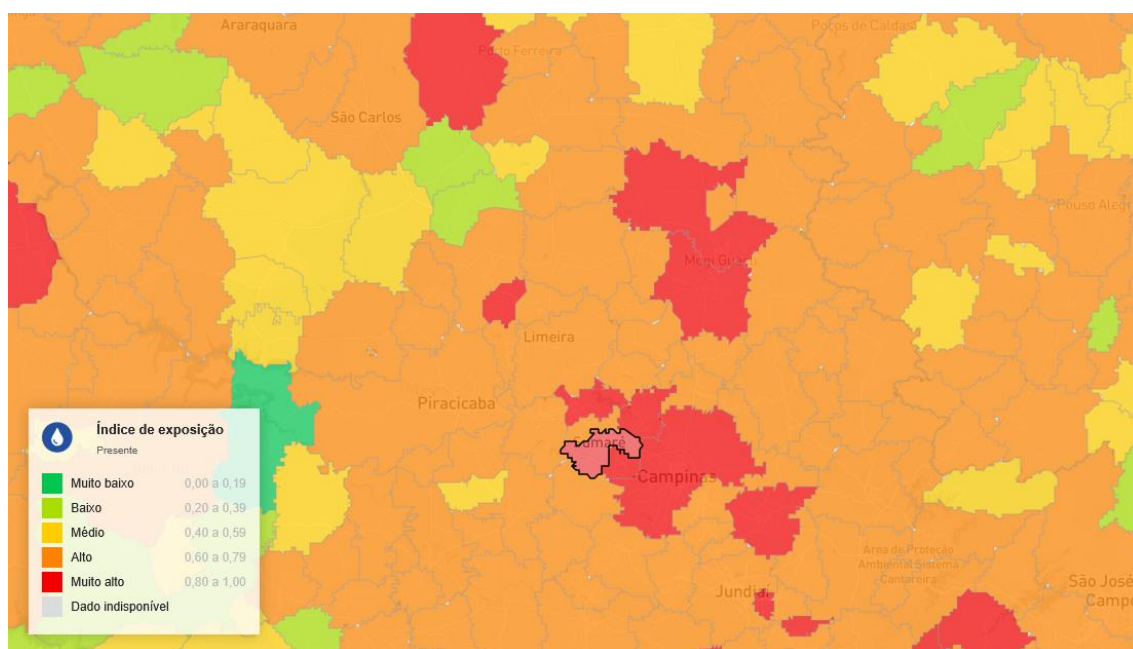 Araraquara
Poços de Caldas
Porto Ferreira
São Carlos
Pouso Alegr
Mogi Guaçu
Limeira
Piracicaba
Sumaré
Campinas
Área de Proteção
Ambiental Sistema
Cantareira
Jundiaí
São José
Campo
Índice de exposição
Presente
Muito baixo 0,00 a 0,19
Baixo 0,20 a 0,39
Médio 0,40 a 0,59
Alto 0,60 a 0,79
Muito alto 0,80 a 1,00
Dado indisponível